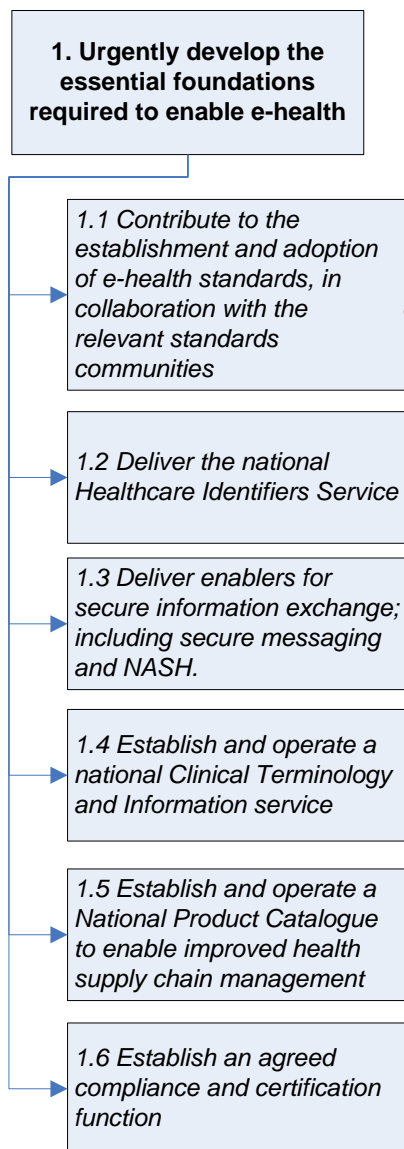 1. Urgently develop the
essential foundations
required to enable e-health
1.1 Contribute to the
establishment and adoption
of e-health standards, in
collaboration with the
relevant standards
communities
1.2 Deliver the national
Healthcare Identifiers Service
1.3 Deliver enablers for
secure information exchange;
including secure messaging
and NASH.
1.4 Establish and operate a
national Clinical Terminology
and Information service
1.5 Establish and operate a
National Product Catalogue
to enable improved health
supply chain management
1.6 Establish an agreed
compliance and certification
function